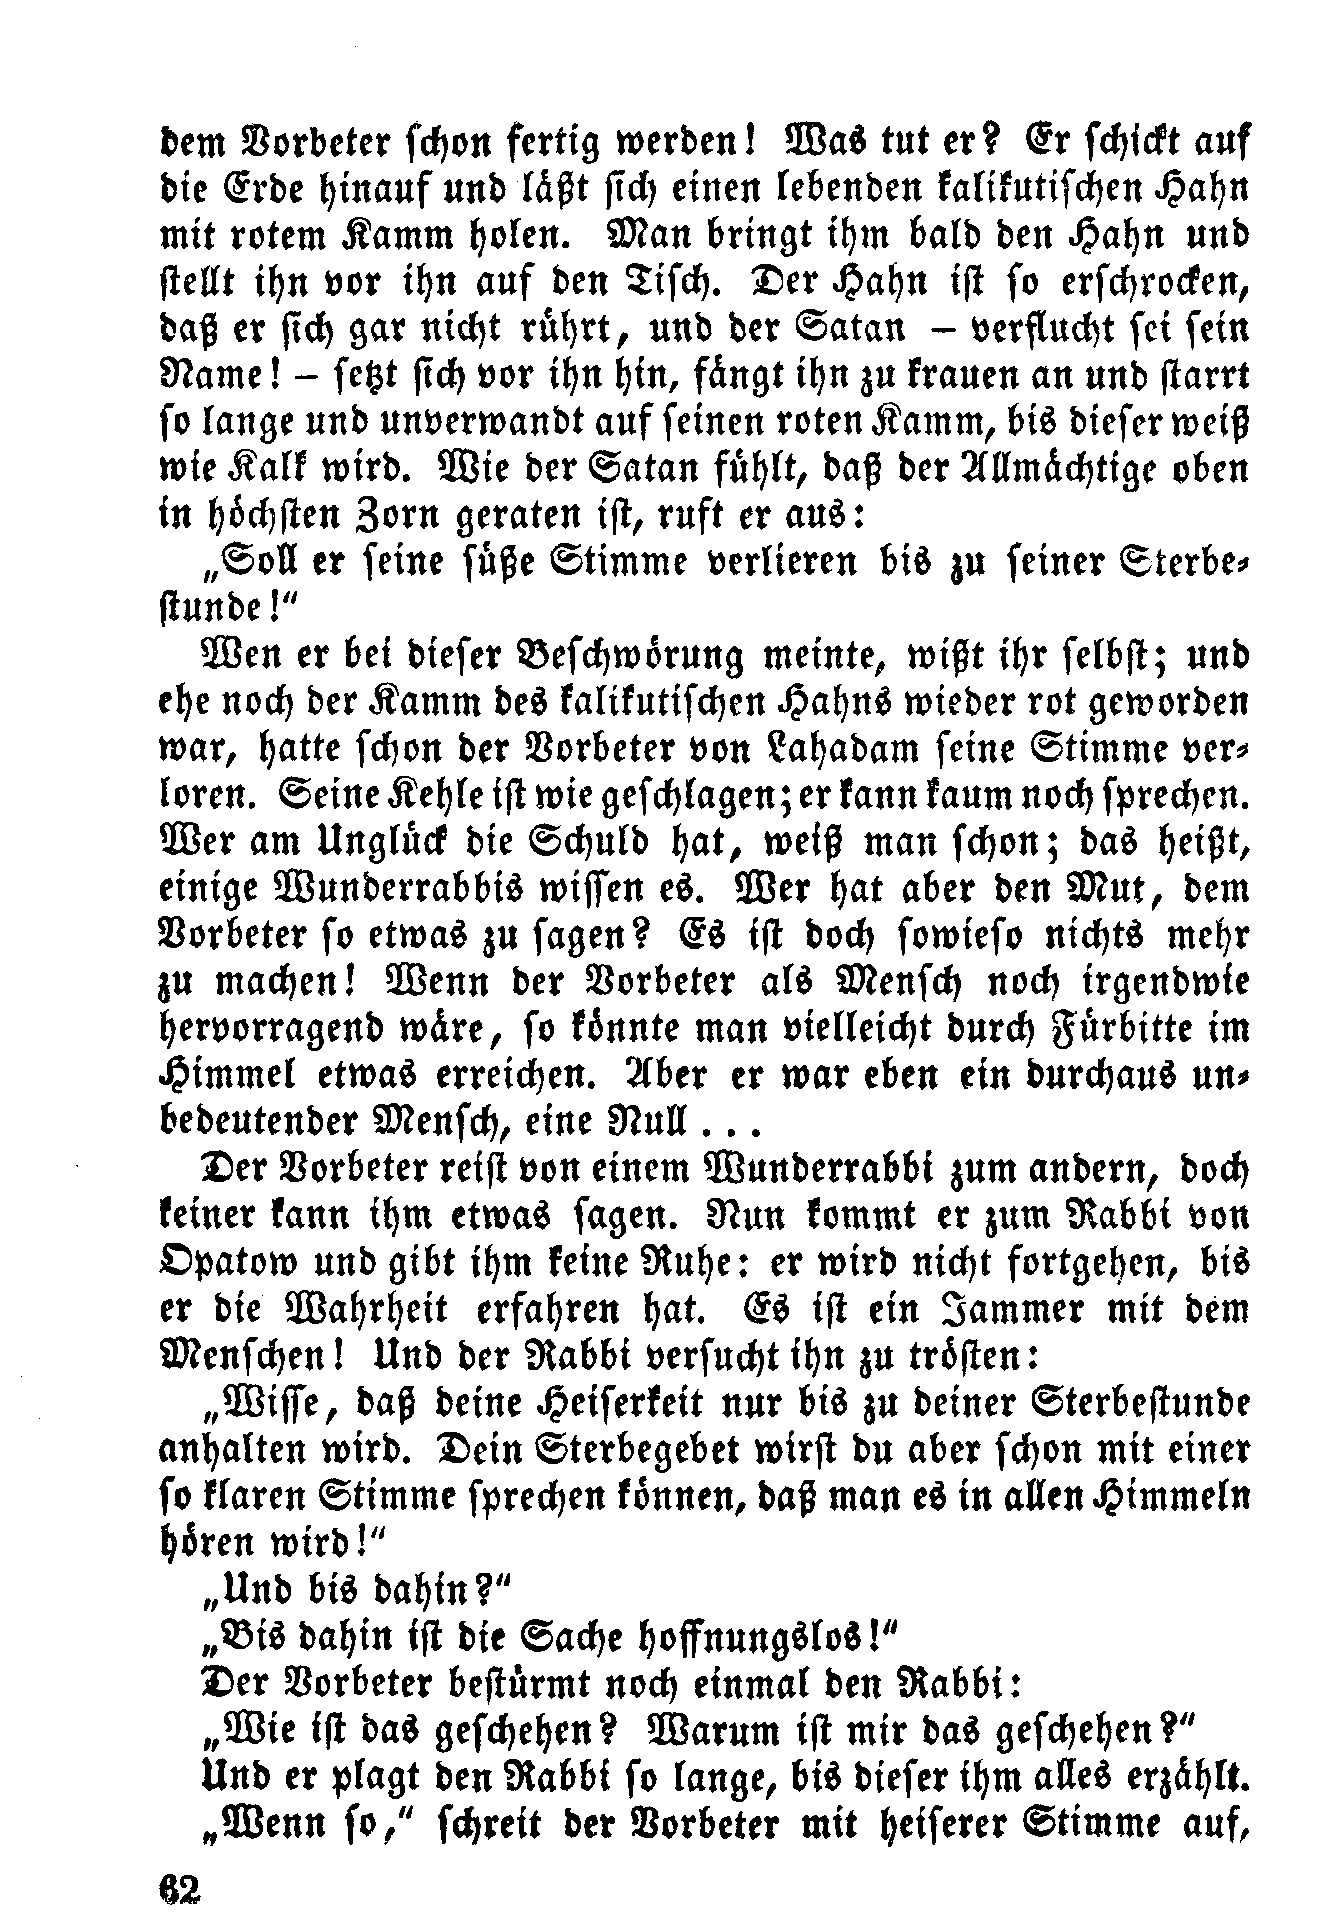 dem Vorbeter schon fertig werden! Was tut er? Er schickt auf
die Erde hinauf und läßt sich einen lebenden kalikutischen Hahn
mit rotem Kamm holen. Man bringt ihm bald den Hahn und
stellt ihn vor ihn auf den Tisch. Der Hahn ist so erschrocken,
daß er sich gar nicht rührt, und der Satan – verflucht sei sein
Name! – setzt sich vor ihn hin, fängt ihn zu krauen an und starrt
so lange und unverwandt auf seinen roten Kamm, bis dieser weiß
wie Kalk wird. Wie der Satan fühlt, daß der Allmächtige oben
in höchsten Zorn geraten ist, ruft er aus:
„Soll er seine süße Stimme verlieren bis zu seiner Sterbe-
stunde!“
Wen er bei dieser Beschwörung meinte, wißt ihr selbst; und
ehe noch der Kamm des kalikutischen Hahns wieder rot geworden
war, hatte schon der Vorbeter von Lahadam seine Stimme ver-
loren. Seine Kehle ist wie geschlagen; er kann kaum noch sprechen.
Wer am Unglück die Schuld hat, weiß man schon; das heißt,
einige Wunderrabbis wissen es. Wer hat aber den Mut, dem
Vorbeter so etwas zu sagen? Es ist doch sowieso nichts mehr
zu machen! Wenn der Vorbeter als Mensch noch irgendwie
hervorragend wäre, so könnte man vielleicht durch Fürbitte im
Himmel etwas erreichen. Aber er war eben ein durchaus un-
bedeutender Mensch, eine Null . . .
Der Vorbeter reist von einem Wunderrabbi zum andern, doch
keiner kann ihm etwas sagen. Nun kommt er zum Rabbi von
Opatow und gibt ihm keine Ruhe: er wird nicht fortgehen, bis
er die Wahrheit erfahren hat. Es ist ein Jammer mit dem
Menschen! Und der Rabbi versucht ihn zu trösten:
„Wisse, daß deine Heiserkeit nur bis zu deiner Sterbestunde
anhalten wird. Dein Sterbegebet wirst du aber schon mit einer
so klaren Stimme sprechen können, daß man es in allen Himmeln
hören wird!“
„Und bis dahin?“
„Bis dahin ist die Sache hoffnungslos!“
Der Vorbeter bestürmt noch einmal den Rabbi:
„Wie ist das geschehen? Warum ist mir das geschehen?“
Und er plagt den Rabbi so lange, bis dieser ihm alles erzählt.
„Wenn so,“ schreit der Vorbeter mit heiserer Stimme auf,
62